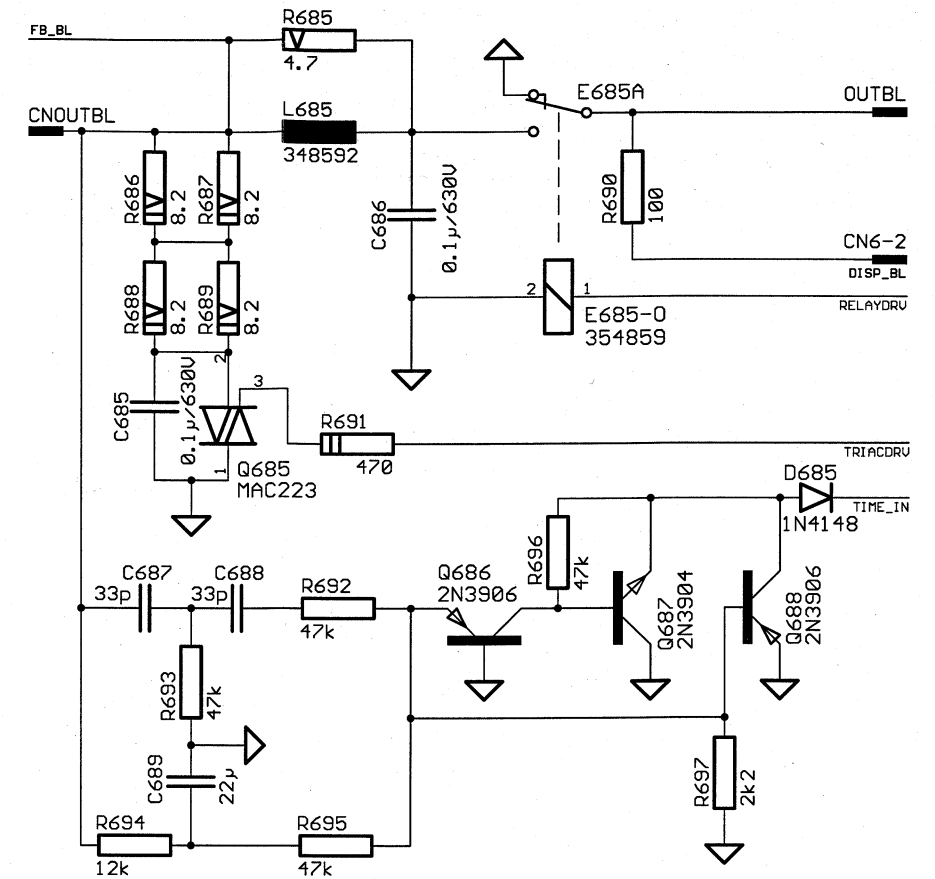 FB_BL
R685
4.7
E685A
OUTBL
CNOUTBL
L685
348592
R686
8.2
R687
8.2
C686
0.1µ/630V
R690
100
CN6-2
DISP_BL
R688
8.2
R689
8.2
2
1
RELAYDRV
E685-O
354859
2
3
C685
0.1µ/630V
1
Q685
MAC223
R691
470
TRIACDRV
D685
1N4148
TIME_IN
C687
33p
C688
33p
R692
47k
Q686
2N3906
R696
47k
Q687
2N3904
Q688
2N3906
R693
47k
C689
22µ
R697
2k2
R694
12k
R695
47k